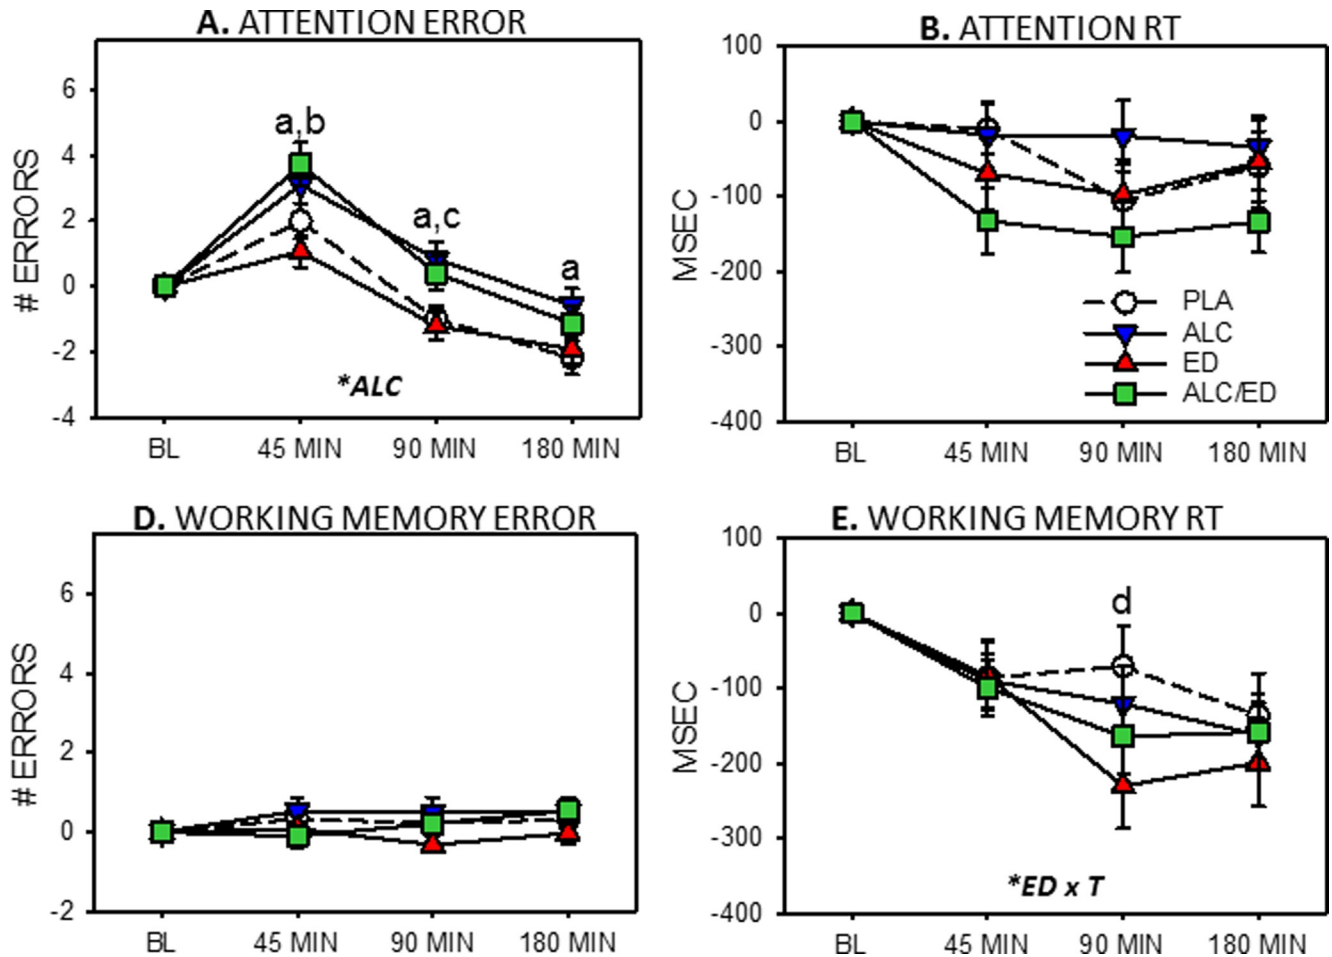 A. ATTENTION ERROR
# ERRORS
6
4
2
0
-2
-4
a,b
a,c
a
*ALC
BL 45 MIN 90 MIN 180 MIN
B. ATTENTION RT
MSEC
100
0
-100
-200
-300
-400
PLA
ALC
ED
ALC/ED
BL 45 MIN 90 MIN 180 MIN
D. WORKING MEMORY ERROR
# ERRORS
6
4
2
0
-2
BL 45 MIN 90 MIN 180 MIN
E. WORKING MEMORY RT
MSEC
100
0
-100
-200
-300
-400
d
*ED x T
BL 45 MIN 90 MIN 180 MIN